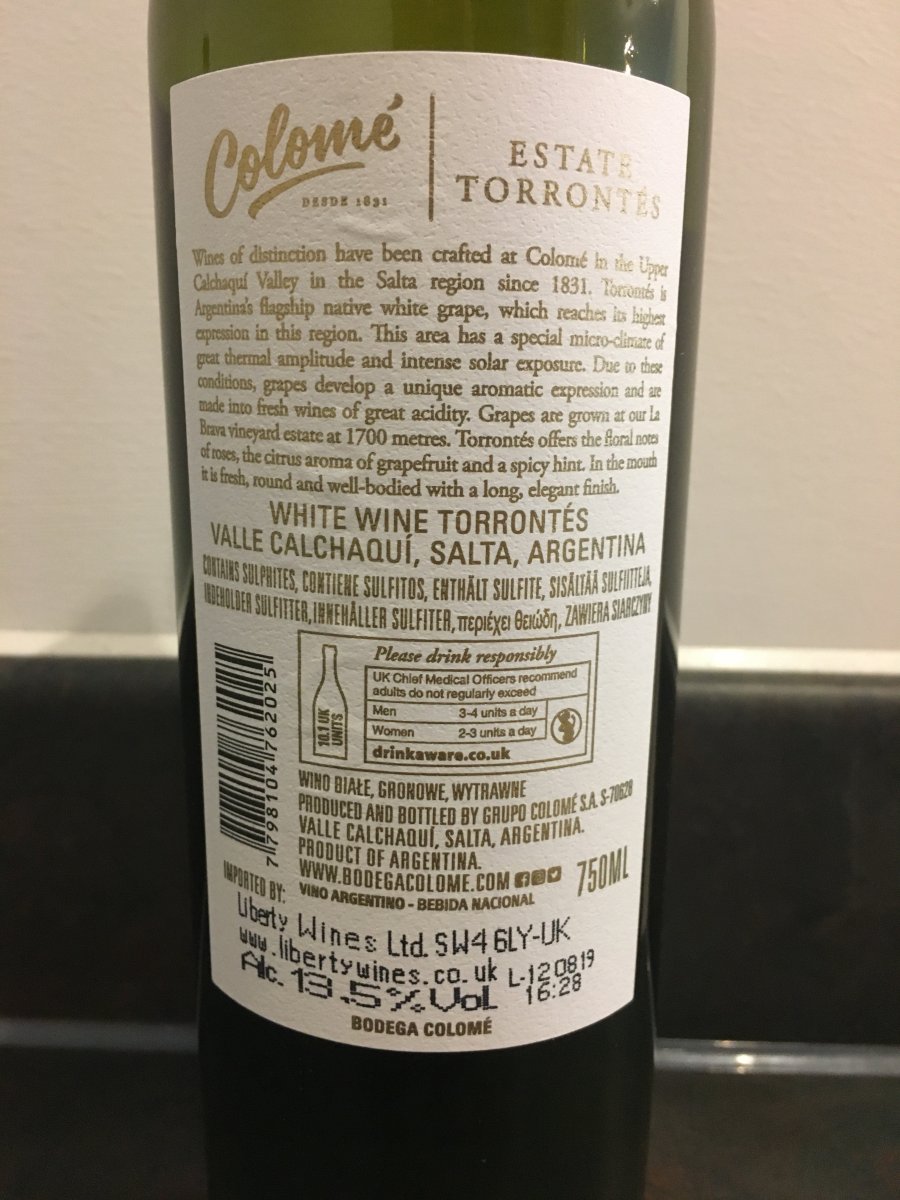 Colomé
DESDE 1831
ESTATE
TORRONTÉS
Wines of distinction have been crafted at Colomé in the Upper
Calchaquí Valley in the Salta region since 1831. Torrontés is
Argentina's flagship native white grape, which reaches its highest
expression in this region. This area has a special micro-climate of
great thermal amplitude and intense solar exposure. Due to these
conditions, grapes develop a unique aromatic expression and are
made into fresh wines of great acidity. Grapes are grown at our La
Brava vineyard estate at 1700 metres. Torrontés offers the floral notes
of roses, the citrus aroma of grapefruit and a spicy hint. In the mouth
it is fresh, round and well-bodied with a long, elegant finish.
WHITE WINE TORRONTÉS
VALLE CALCHAQUÍ, SALTA, ARGENTINA
CONTAINS SULPHITES, CONTIENE SULFITOS, ENTHÄLT SULFITE, SISÄLTÄÄ SULFIITTEJA,
INDEHOLDER SULFITTER, INNEHÅLLER SULFITER, περιέχει θειώδη, ZAWIERA SIARCZYNY
7 798104 762025
10.1 UK
UNITS
Please drink responsibly
UK Chief Medical Officers recommend
adults do not regularly exceed
Men 3-4 units a day
Women 2-3 units a day
drinkaware.co.uk
WINO BIAŁE, GRONOWE, WYTRAWNE
PRODUCED AND BOTTLED BY GRUPO COLOMÉ S.A. S-70628
VALLE CALCHAQUÍ, SALTA, ARGENTINA.
PRODUCT OF ARGENTINA.
WWW.BODEGACOLOME.COM
750ML
VINO ARGENTINO - BEBIDA NACIONAL
IMPORTED BY:
Liberty Wines Ltd. SW4 6LY-UK
www.libertywines.co.uk L-120819
Alc. 13.5%Vol 16:28
BODEGA COLOMÉ